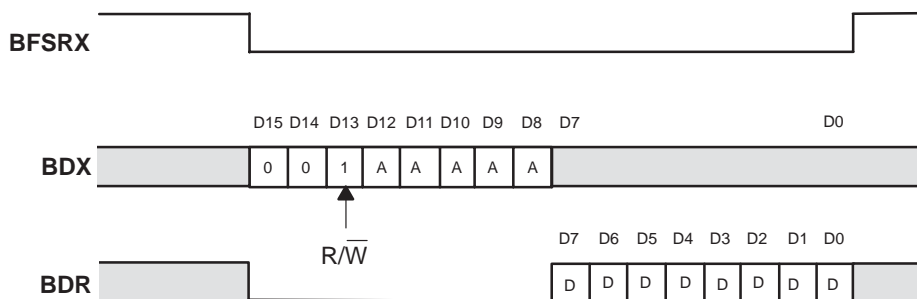 BFSRX
D15 D14 D13 D12 D11 D10 D9 D8 D7 D0
BDX 0 0 1 A A A A A
R/W̅
D7 D6 D5 D4 D3 D2 D1 D0
BDR D D D D D D D D